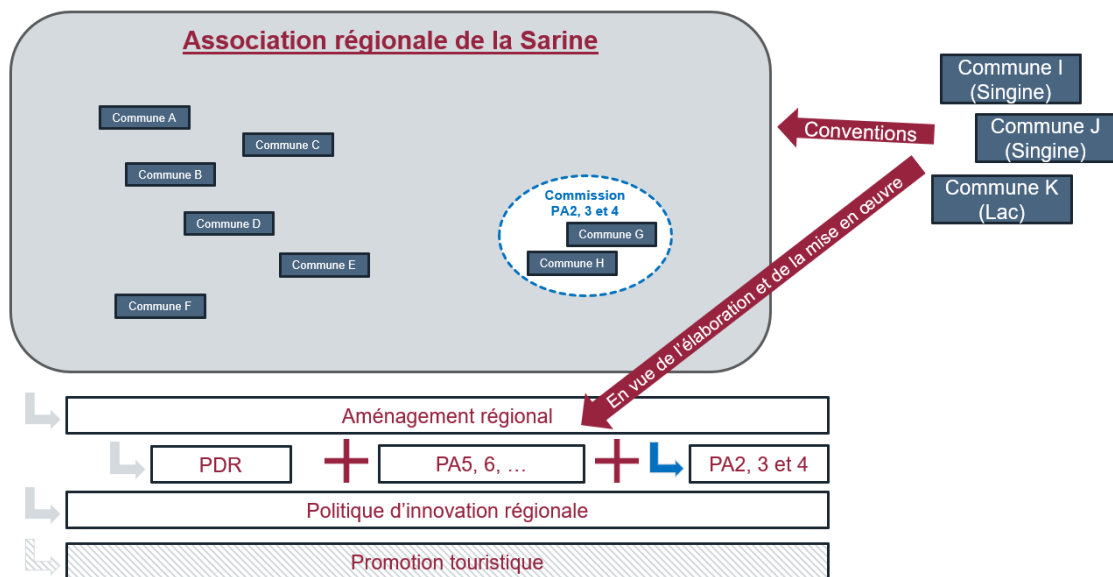 Association régionale de la Sarine
Commune A
Commune C
Commune B
Commune D
Commune E
Commune F
Commission
PA2, 3 et 4
Commune G
Commune H
Conventions
Commune I
(Singine)
Commune J
(Singine)
Commune K
(Lac)
En vue de l'élaboration et de la mise en œuvre
Aménagement régional
PDR
PA5, 6, …
PA2, 3 et 4
Politique d'innovation régionale
Promotion touristique